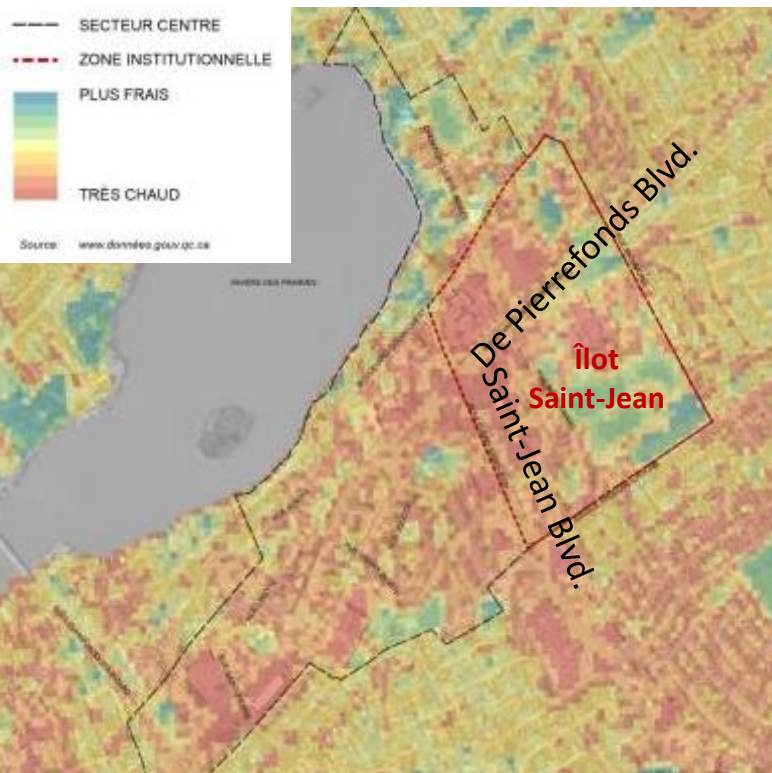 SECTEUR CENTRE
ZONE INSTITUTIONNELLE
PLUS FRAIS
TRÈS CHAUD
Source: www.données.gouv.qc.ca
RIVIÈRE DES PRAIRIES
De Pierrefonds Blvd.
Îlot
Saint-Jean
Saint-Jean Blvd.